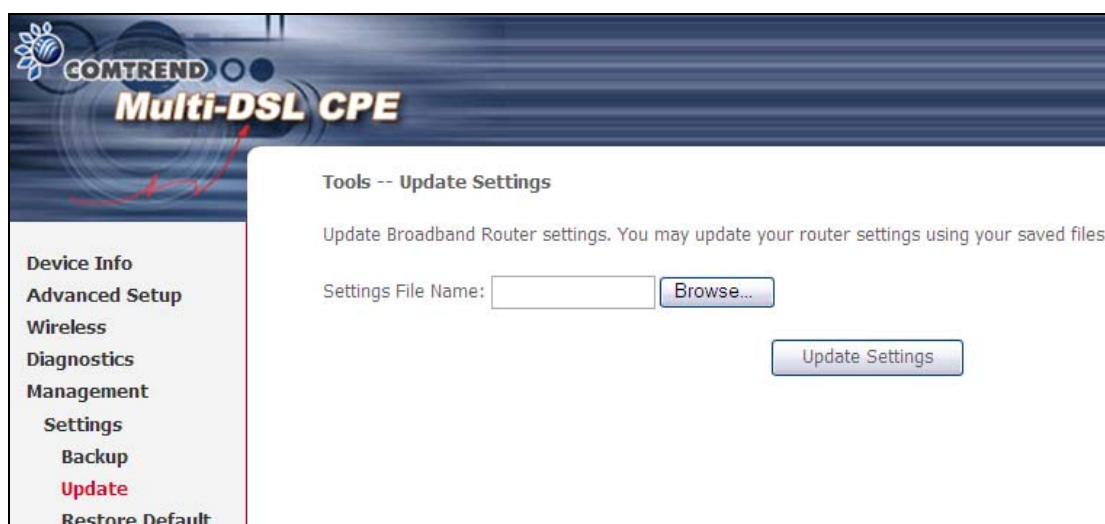 COMTREND
Multi-DSL CPE
Tools -- Update Settings
Update Broadband Router settings. You may update your router settings using your saved files
Settings File Name:
Browse...
Update Settings
Device Info
Advanced Setup
Wireless
Diagnostics
Management
Settings
Backup
Update
Restore Default